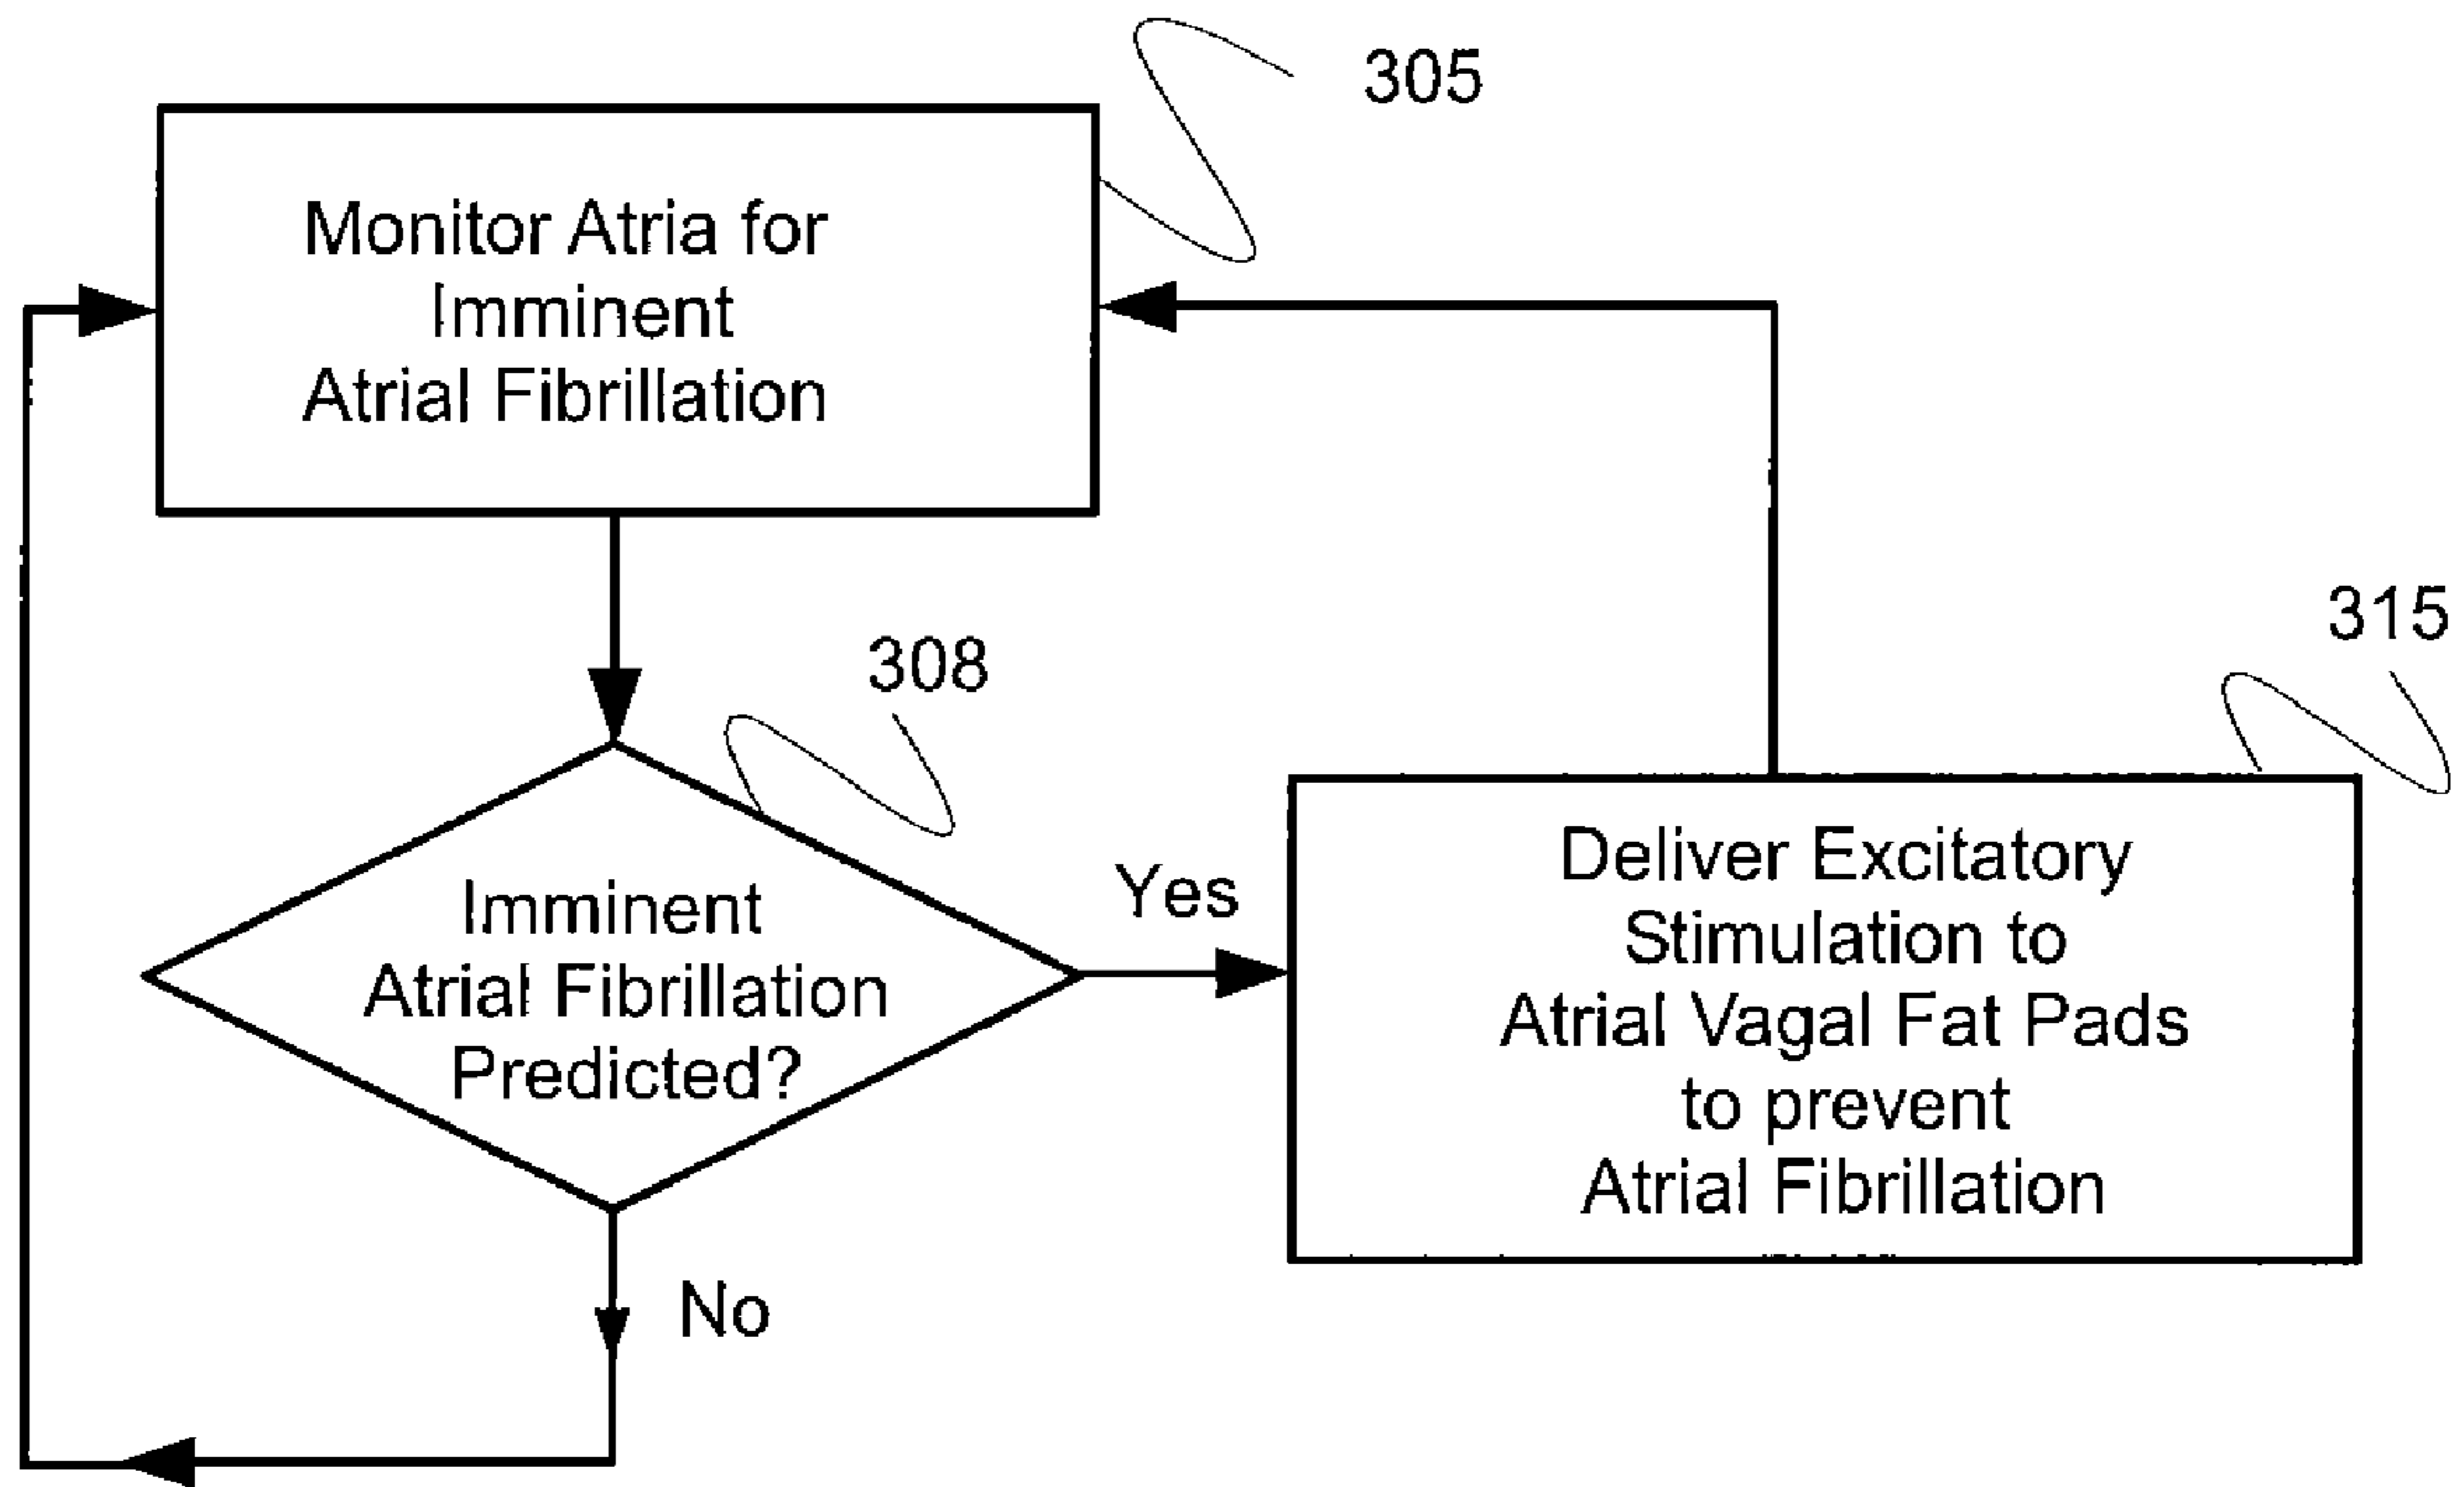 305
Monitor Atria for
Imminent
Atrial Fibrillation
308
315
Imminent
Atrial Fibrillation
Predicted?
Yes
Deliver Excitatory
Stimulation to
Atrial Vagal Fat Pads
to prevent
Atrial Fibrillation
No